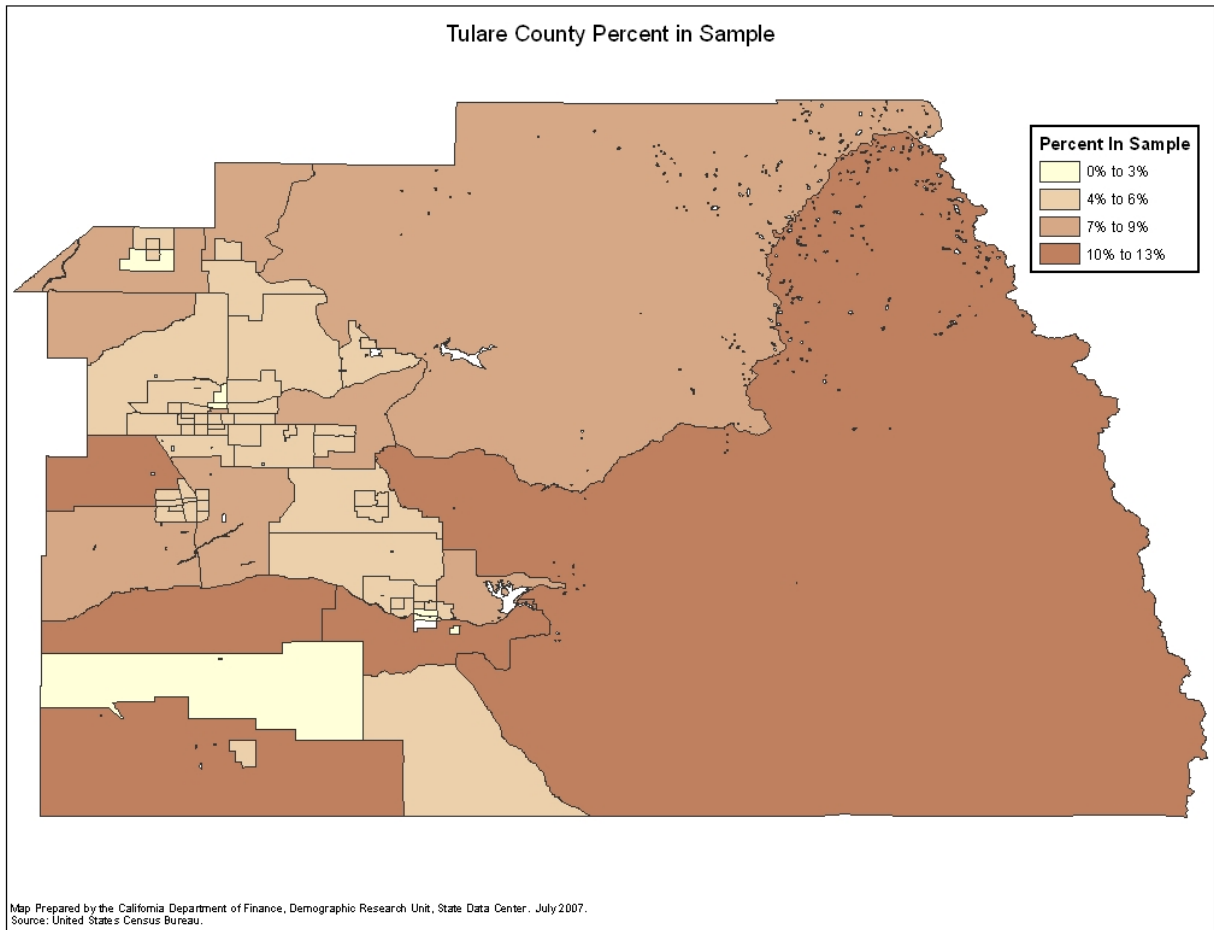 Tulare County Percent in Sample
Percent In Sample
0% to 3%
4% to 6%
7% to 9%
10% to 13%
Map Prepared by the California Department of Finance, Demographic Research Unit, State Data Center. July 2007.
Source: United States Census Bureau.